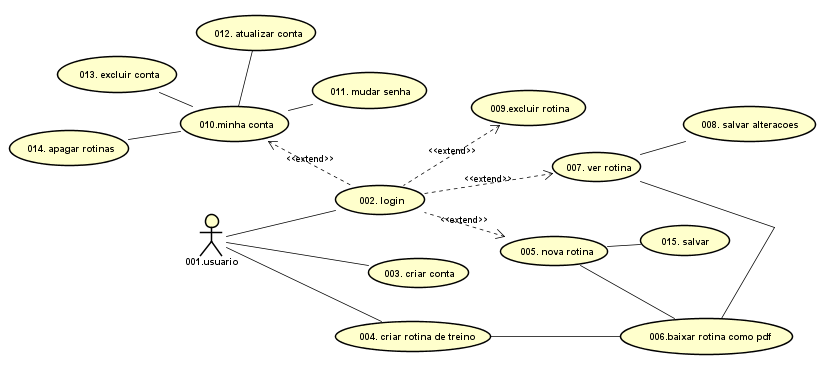 012. atualizar conta
013. excluir conta
011. mudar senha
009.excluir rotina
010.minha conta
008. salvar alteracoes
014. apagar rotinas
<<extend>>
<<extend>>
007. ver rotina
<<extend>>
002. login
<<extend>>
015. salvar
005. nova rotina
001.usuario
003. criar conta
004. criar rotina de treino
006.baixar rotina como pdf